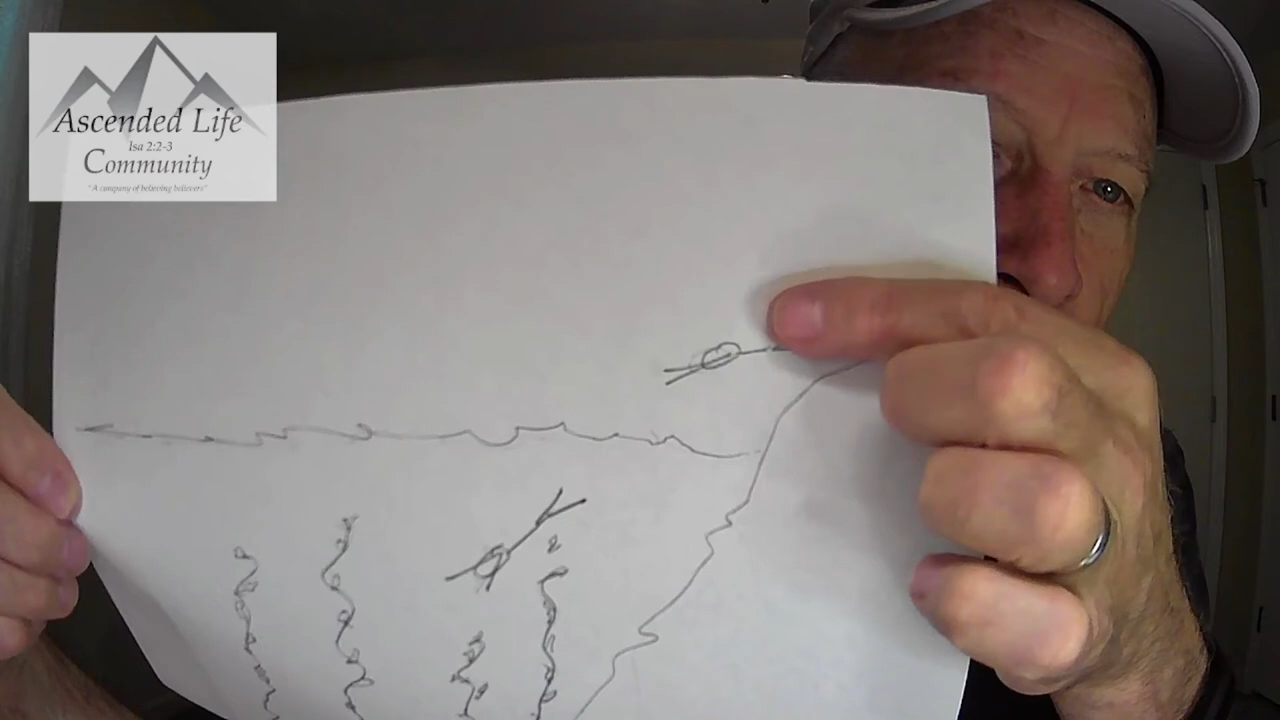 Ascended Life
Isa 2:2-3
Community
"A company of believing believers"